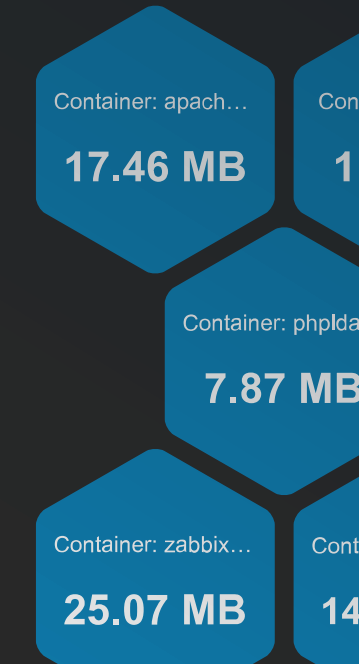 Container: apach…
Con
17.46 MB
1
Container: phplda
7.87 MB
Container: zabbix…
Cont
25.07 MB
14